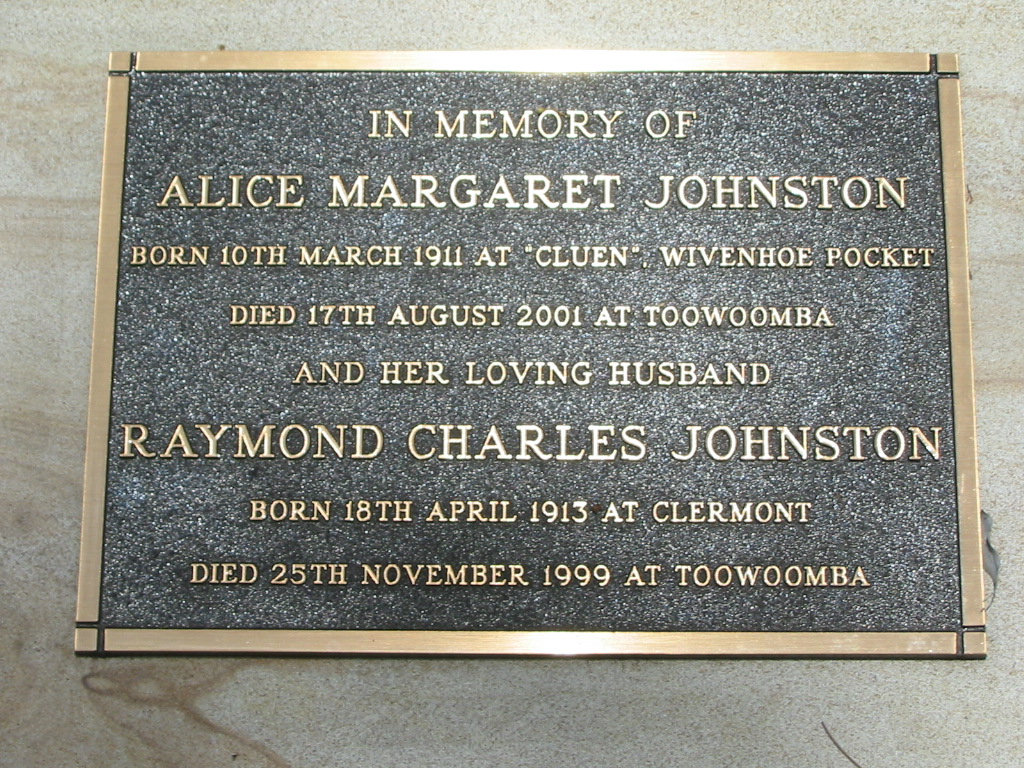 IN MEMORY OF
ALICE MARGARET JOHNSTON
BORN 10TH MARCH 1911 AT "CLUEN", WIVENHOE POCKET
DIED 17TH AUGUST 2001 AT TOOWOOMBA
AND HER LOVING HUSBAND
RAYMOND CHARLES JOHNSTON
BORN 18TH APRIL 1913 AT CLERMONT
DIED 25TH NOVEMBER 1999 AT TOOWOOMBA